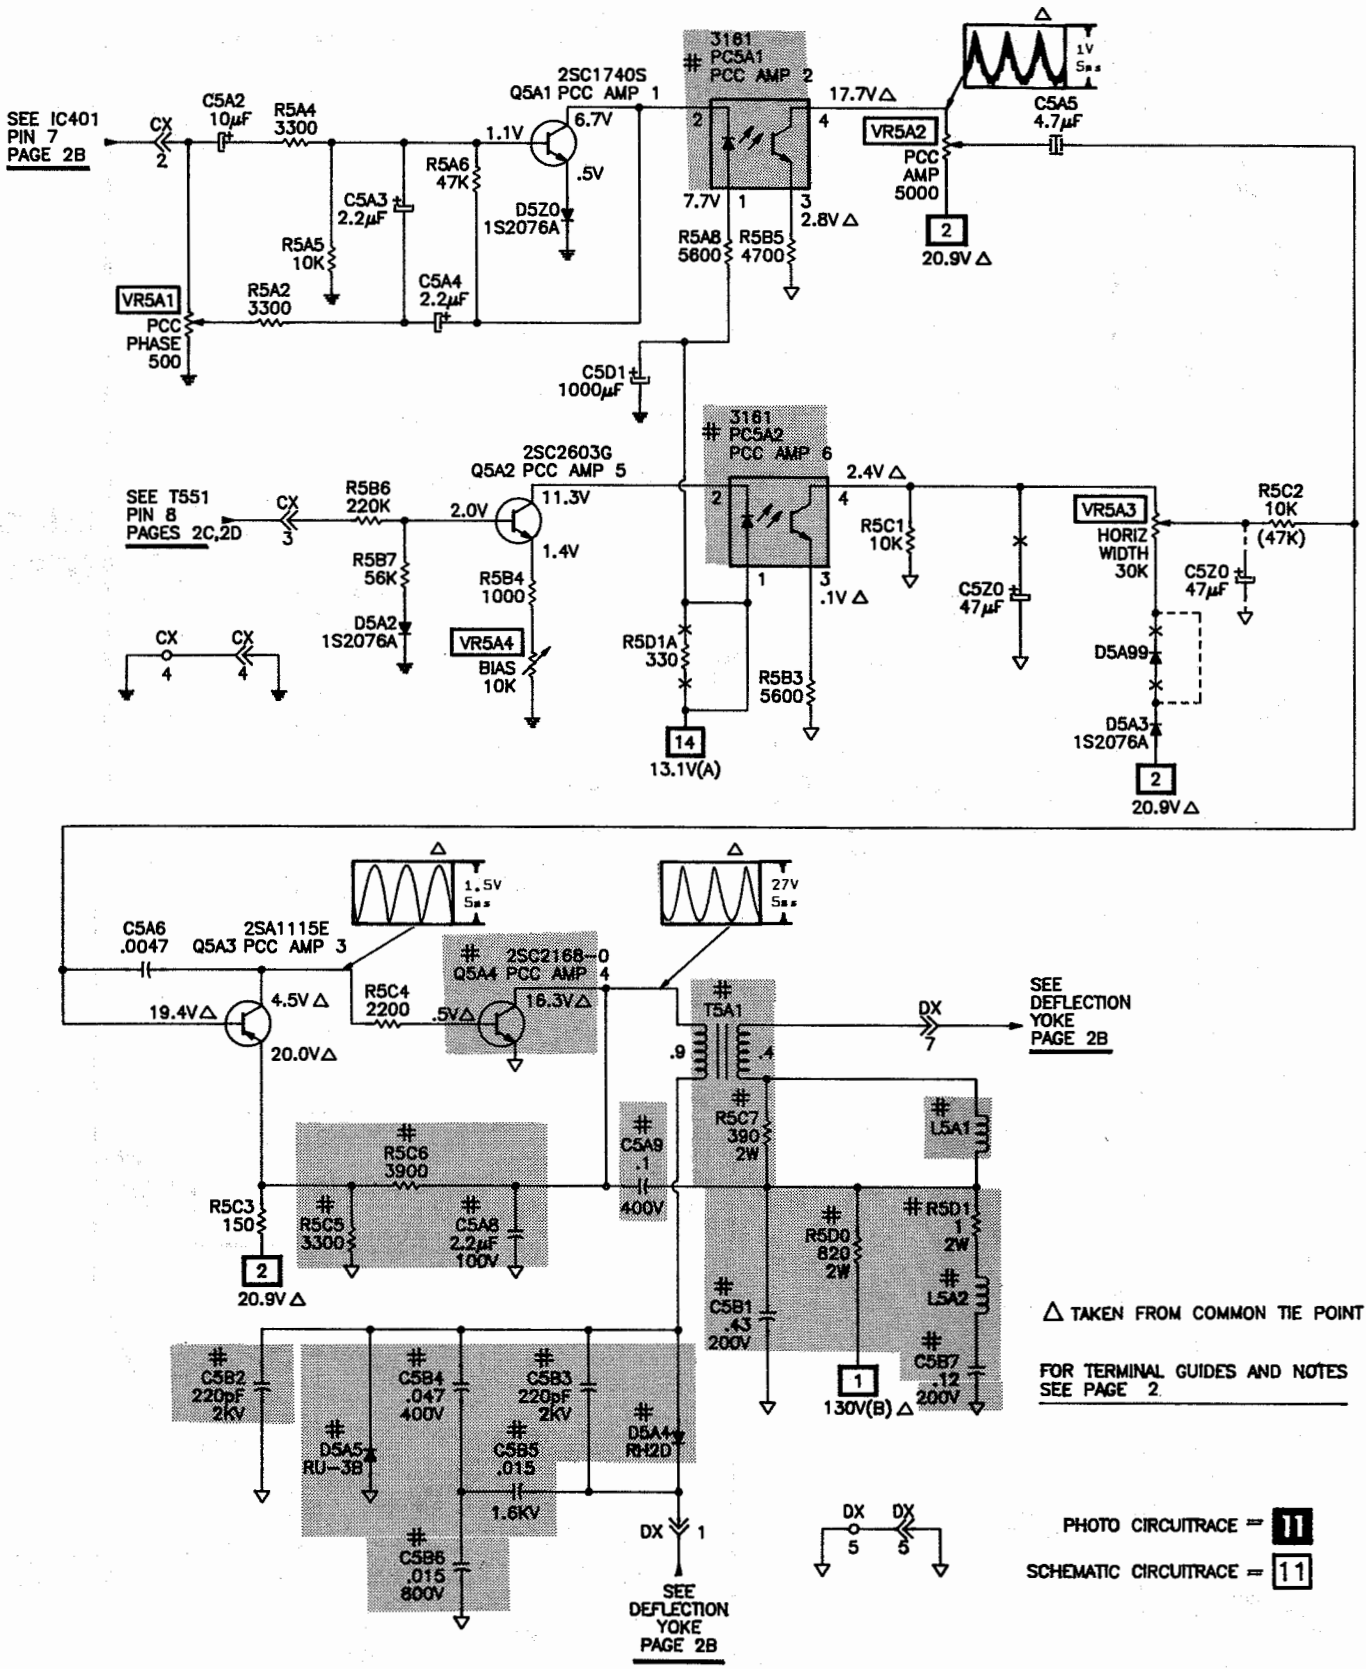 3161
PC5A1
PCC AMP 2
#
1V
5ms
2SC1740S
Q5A1 PCC AMP 1
17.7V△
C5A5
4.7µF
SEE IC401
PIN 7
PAGE 2B
CX
2
C5A2
10µF
R5A4
3300
1.1V
6.7V
.5V
2
4
VR5A2
PCC
AMP
5000
2
20.9V△
R5A6
47K
C5A3
2.2µF
D5Z0
1S2076A
7.7V
1
3
2.8V△
R5A5
10K
R5A8
5600
R5B5
4700
VR5A1
PCC
PHASE
500
R5A2
3300
C5A4
2.2µF
C5D1
1000µF
#
3161
PC5A2
PCC AMP 6
2SC2603G
Q5A2 PCC AMP 5
2.4V△
SEE T551
PIN 8
PAGES 2C,2D
CX
3
R5B6
220K
2.0V
11.3V
1.4V
2
4
VR5A3
HORIZ
WIDTH
30K
R5C2
10K
(47K)
R5B7
56K
R5B4
1000
1
3
.1V△
R5C1
10K
C5Z0
47µF
C5Z0
47µF
D5A2
1S2076A
CX
4
CX
4
VR5A4
BIAS
10K
R5D1A
330
R5B3
5600
D5A99
D5A3
1S2076A
14
13.1V(A)
2
20.9V△
△
1.5V
5ms
△
27V
5ms
C5A6
.0047
2SA1115E
Q5A3 PCC AMP 3
#
2SC2168-O
Q5A4 PCC AMP 4
19.4V△
4.5V△
20.0V△
R5C4
2200
.5V△
16.3V△
#
T5A1
.9
.4
DX
7
SEE
DEFLECTION
YOKE
PAGE 2B
#
R5C7
390
2W
#
L5A1
#
R5C6
3900
#
C5A9
.1
400V
R5C3
150
#
R5C5
3300
#
C5A8
2.2µF
100V
2
20.9V△
#
R5D0
820
2W
#
R5D1
1
2W
#
L5A2
#
C5B1
.43
200V
#
C5B7
.12
200V
1
130V(B)△
△ TAKEN FROM COMMON TIE POINT
FOR TERMINAL GUIDES AND NOTES
SEE PAGE 2
#
C5B2
220pF
2KV
#
C5B4
.047
400V
#
C5B3
220pF
2KV
#
D5A5
RU-3B
#
C5B5
.015
1.6KV
#
D5A4
RH2D
#
C5B6
.015
800V
DX
1
SEE
DEFLECTION
YOKE
PAGE 2B
DX
5
DX
5
PHOTO CIRCUITRACE = 11
SCHEMATIC CIRCUITRACE = 11